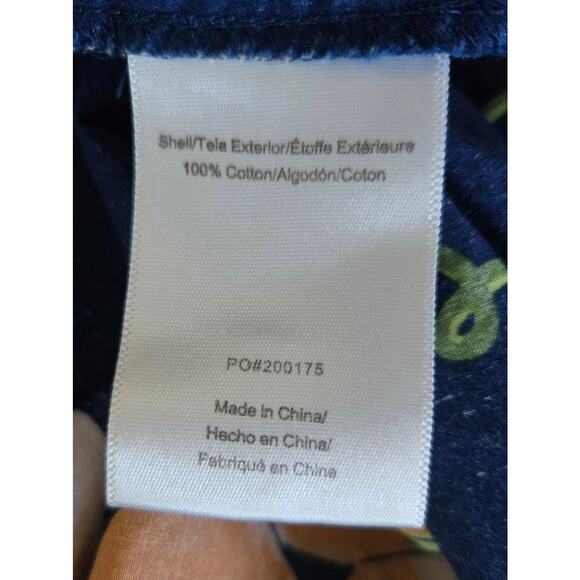 Shell/Tela Exterior/Étoffe Extérieure
100% Cotton/Algodón/Coton
PO#200175
Made in China/
Hecho en China/
Fabriqué en Chine